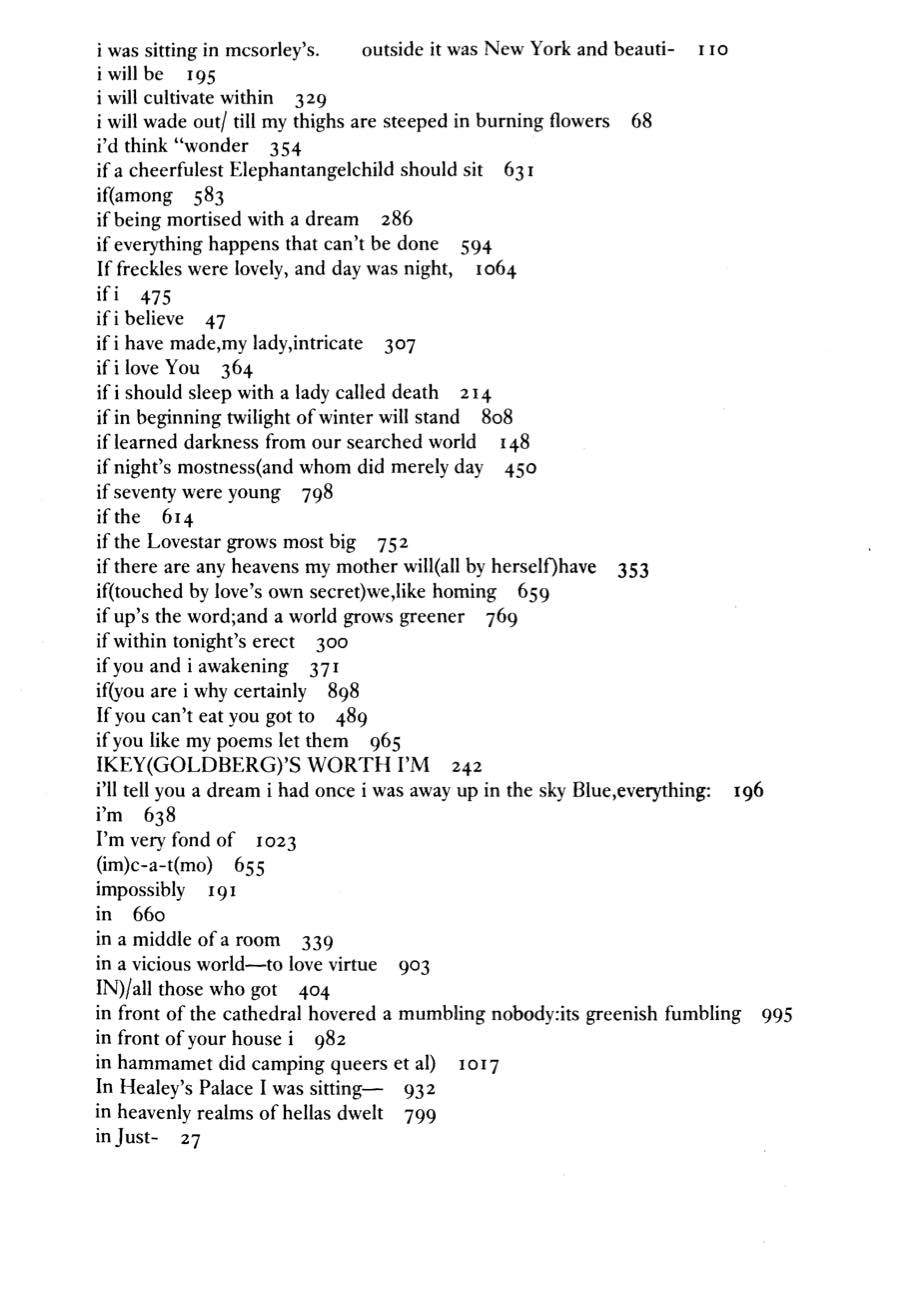 i was sitting in mcsorley's.      outside it was New York and beauti-   110
i will be   195
i will cultivate within   329
i will wade out/ till my thighs are steeped in burning flowers   68
i'd think “wonder   354
if a cheerfulest Elephantangelchild should sit   631
if(among   583
if being mortised with a dream   286
if everything happens that can't be done   594
If freckles were lovely, and day was night,   1064
if i   475
if i believe   47
if i have made,my lady,intricate   307
if i love You   364
if i should sleep with a lady called death   214
if in beginning twilight of winter will stand   808
if learned darkness from our searched world   148
if night's mostness(and whom did merely day   450
if seventy were young   798
if the   614
if the Lovestar grows most big   752
if there are any heavens my mother will(all by herself)have   353
if(touched by love's own secret)we,like homing   659
if up's the word;and a world grows greener   769
if within tonight's erect   300
if you and i awakening   371
if(you are i why certainly   898
If you can't eat you got to   489
if you like my poems let them   965
IKEY(GOLDBERG)'S WORTH I'M   242
i'll tell you a dream i had once i was away up in the sky Blue,everything:   196
i'm   638
I'm very fond of   1023
(im)c-a-t(mo)   655
impossibly   191
in   660
in a middle of a room   339
in a vicious world—to love virtue   903
IN)/all those who got   404
in front of the cathedral hovered a mumbling nobody:its greenish fumbling   995
in front of your house i   982
in hammamet did camping queers et al)   1017
In Healey's Palace I was sitting—   932
in heavenly realms of hellas dwelt   799
in Just-   27